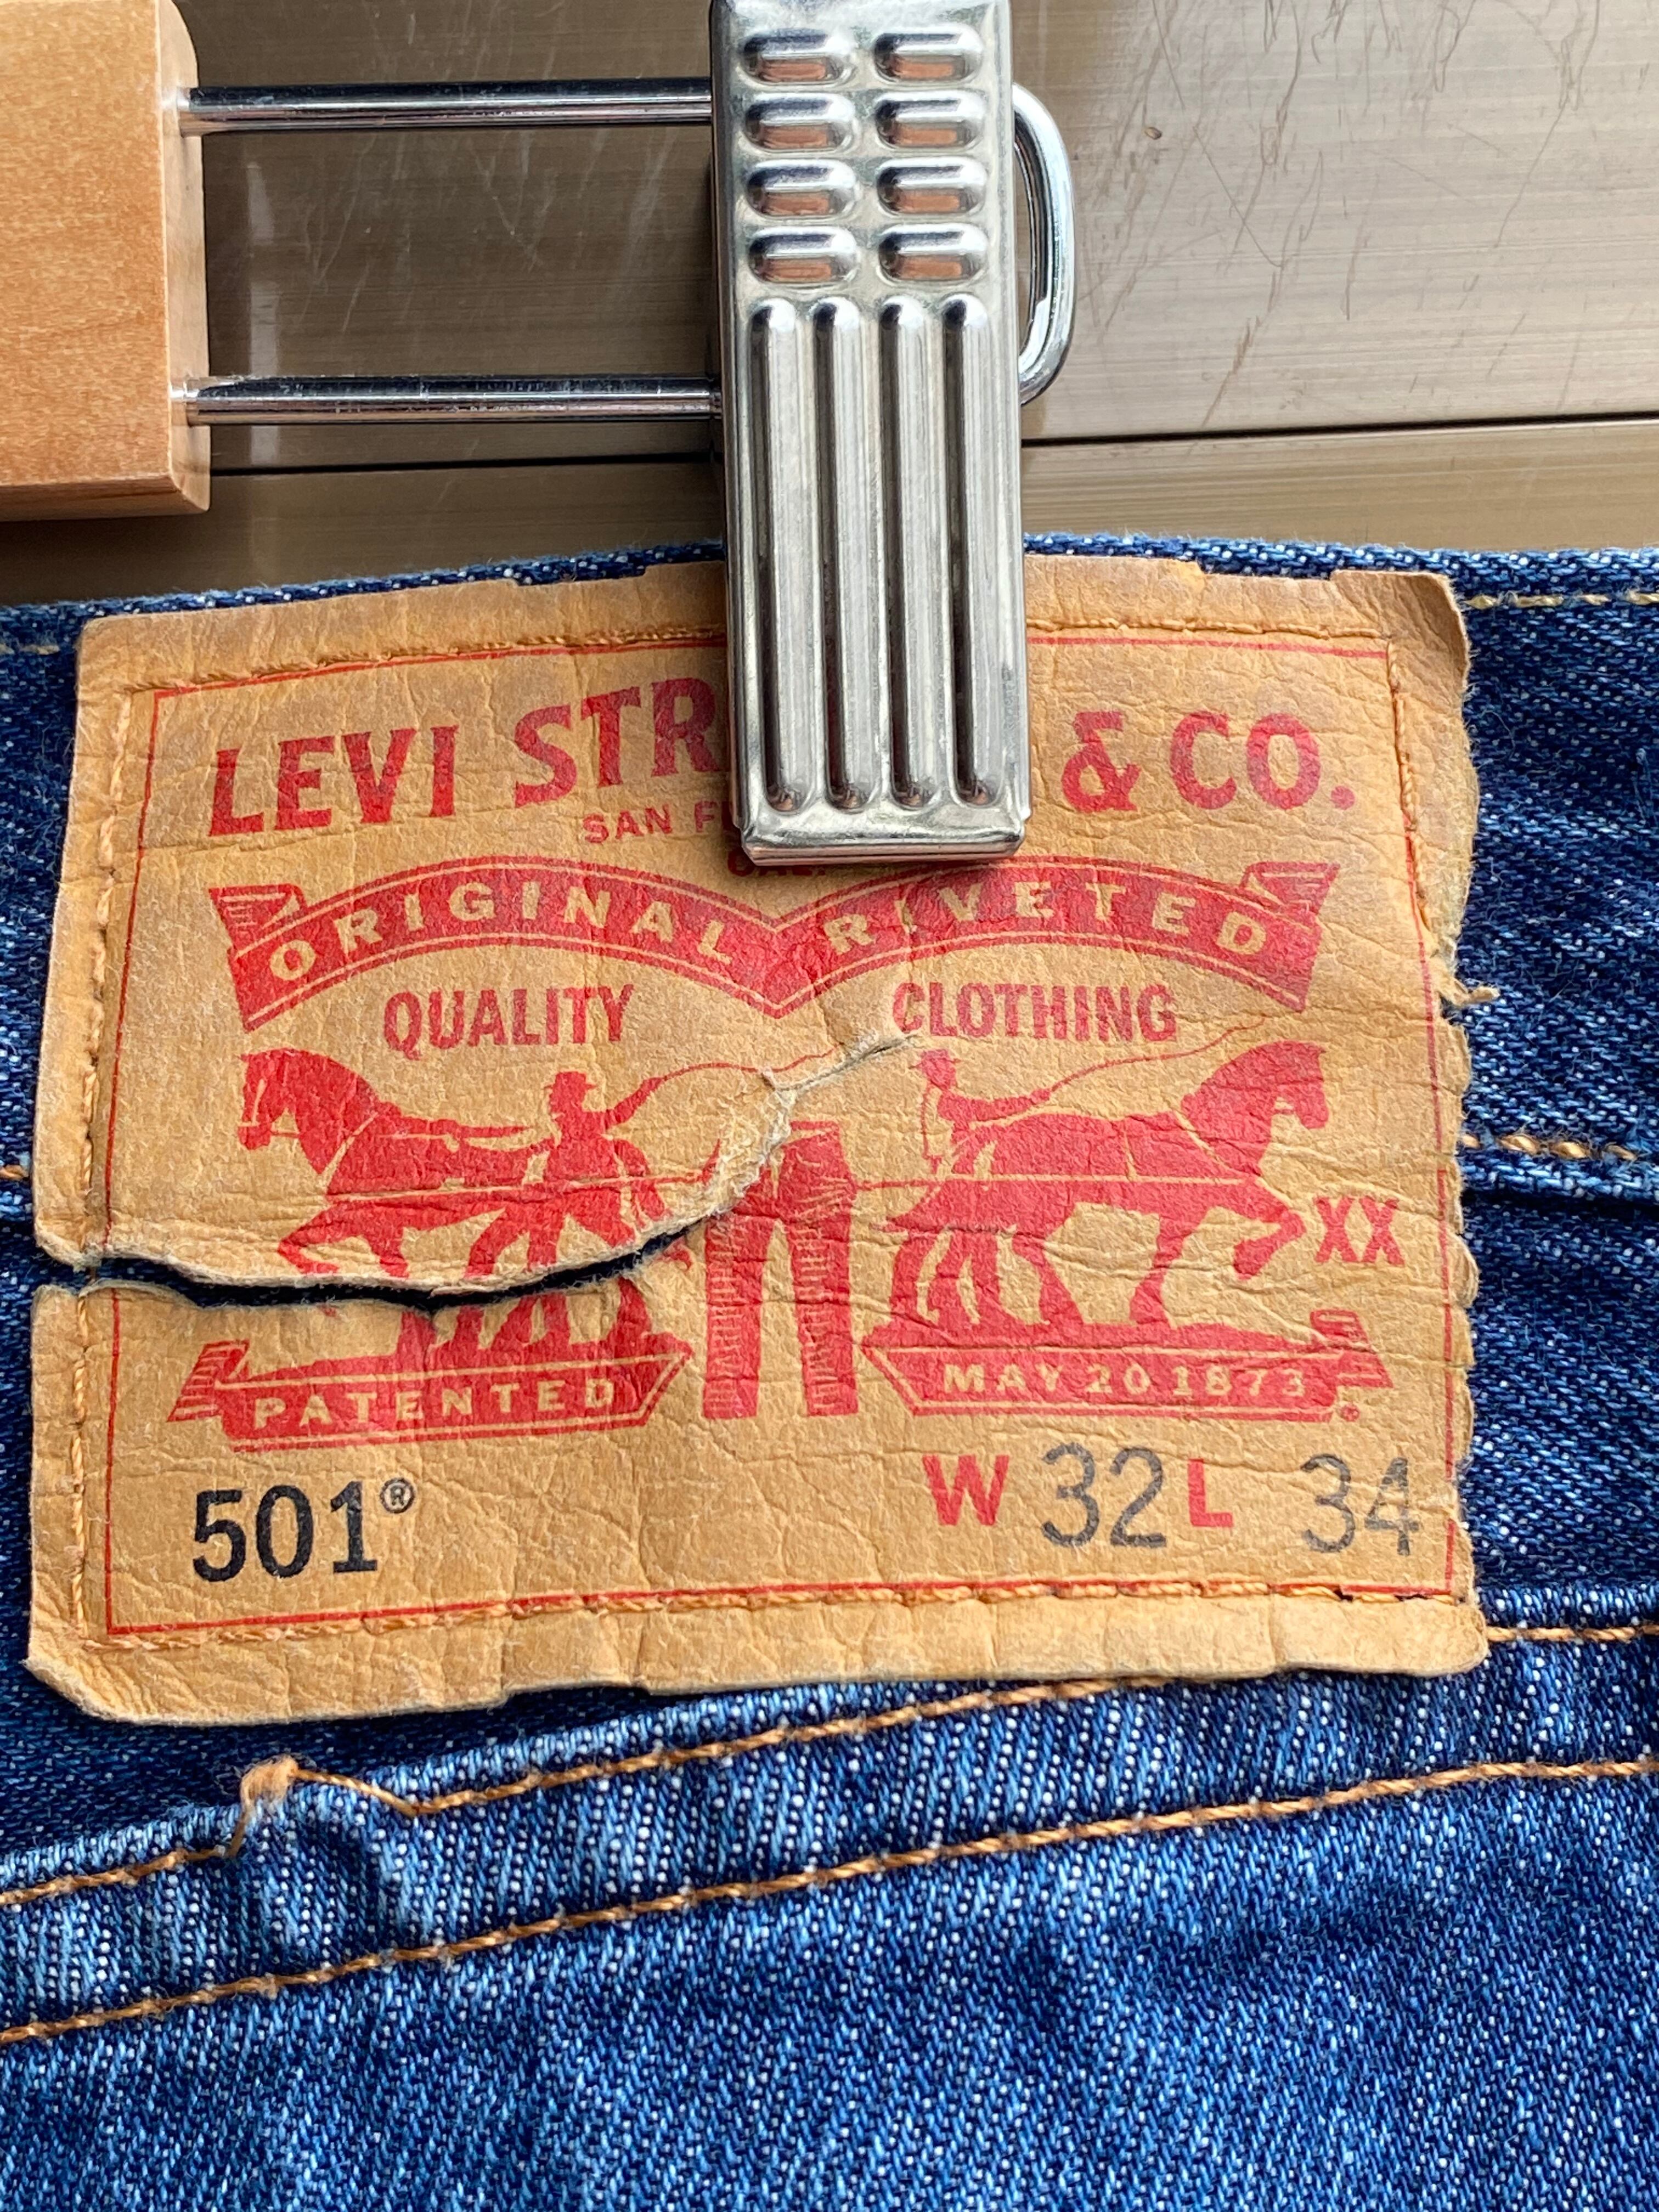 LEVI STR & CO.
SAN F
ORIGINAL RIVETED
QUALITY CLOTHING
XX
PATENTED MAY 20 1873
501® W 32 L 34